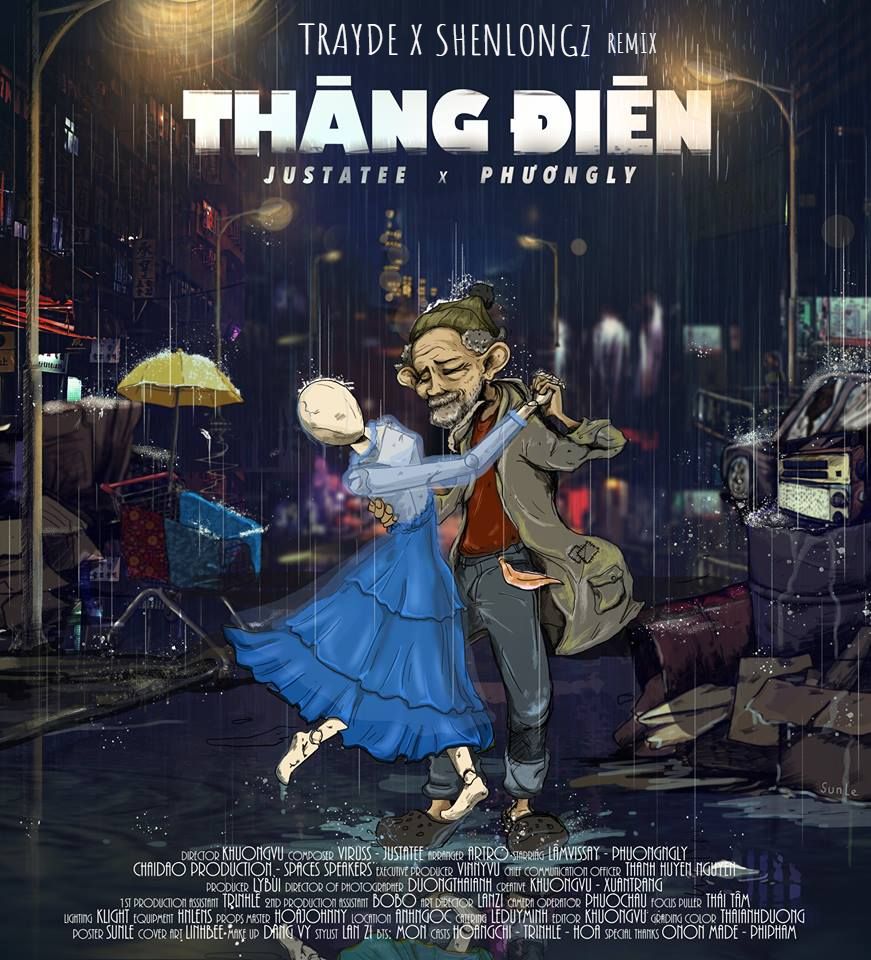 TRAYDE X SHENLONGZ REMIX
THẰNG ĐIÊN
JUSTATEE X PHƯƠNGLY
SunLe
DIRECTOR KHUONGVU COMPOSER VIRUSS - JUSTATEE ARRANGER ARTRO STARRING LÂMVISSAY - PHUONGNGLY
CHAIDAO PRODUCTION - SPACES SPEAKERS EXECUTIVE PRODUCER VINHYVU CHIEF COMMUNICATION OFFICER THANH HUYEN NGUYEN
PRODUCER LYBÙI DIRECTOR OF PHOTOGRAPHER DUONGTHAIANH CREATIVE KHUONGVU - XUANTRANG
1ST PRODUCTION ASSISTANT TRINHLE 2ND PRODUCTION ASSISTANT BOBO ART DIRECTOR LANZI CAMERA OPERATOR PHUOCHAU FOCUS PULLER THÁI TÂM
LIGHTING KLIGHT EQUIPMENT HNLENS PROPS MASTER HOAJOHNNY LOCATION ANHNGOC CATERING LEDUYMINH EDITOR KHUONGVU GRADING COLOR THAIANHDUONG
POSTER SUNLE COVER ART LINHBEE MAKE UP DANG VY STYLIST LAN ZI BTS: MON CASTS HOANGCHI - TRINHLE - HOA SPECIAL THANKS ONON MADE - PHIPHAM